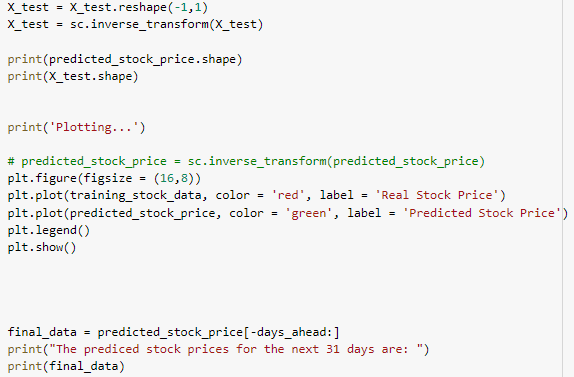 X_test = X_test.reshape(-1,1)
X_test = sc.inverse_transform(X_test)
print(predicted_stock_price.shape)
print(X_test.shape)
print('Plotting...')
# predicted_stock_price = sc.inverse_transform(predicted_stock_price)
plt.figure(figsize = (16,8))
plt.plot(training_stock_data, color = 'red', label = 'Real Stock Price')
plt.plot(predicted_stock_price, color = 'green', label = 'Predicted Stock Price')
plt.legend()
plt.show()
final_data = predicted_stock_price[-days_ahead:]
print("The prediced stock prices for the next 31 days are: ")
print(final_data)